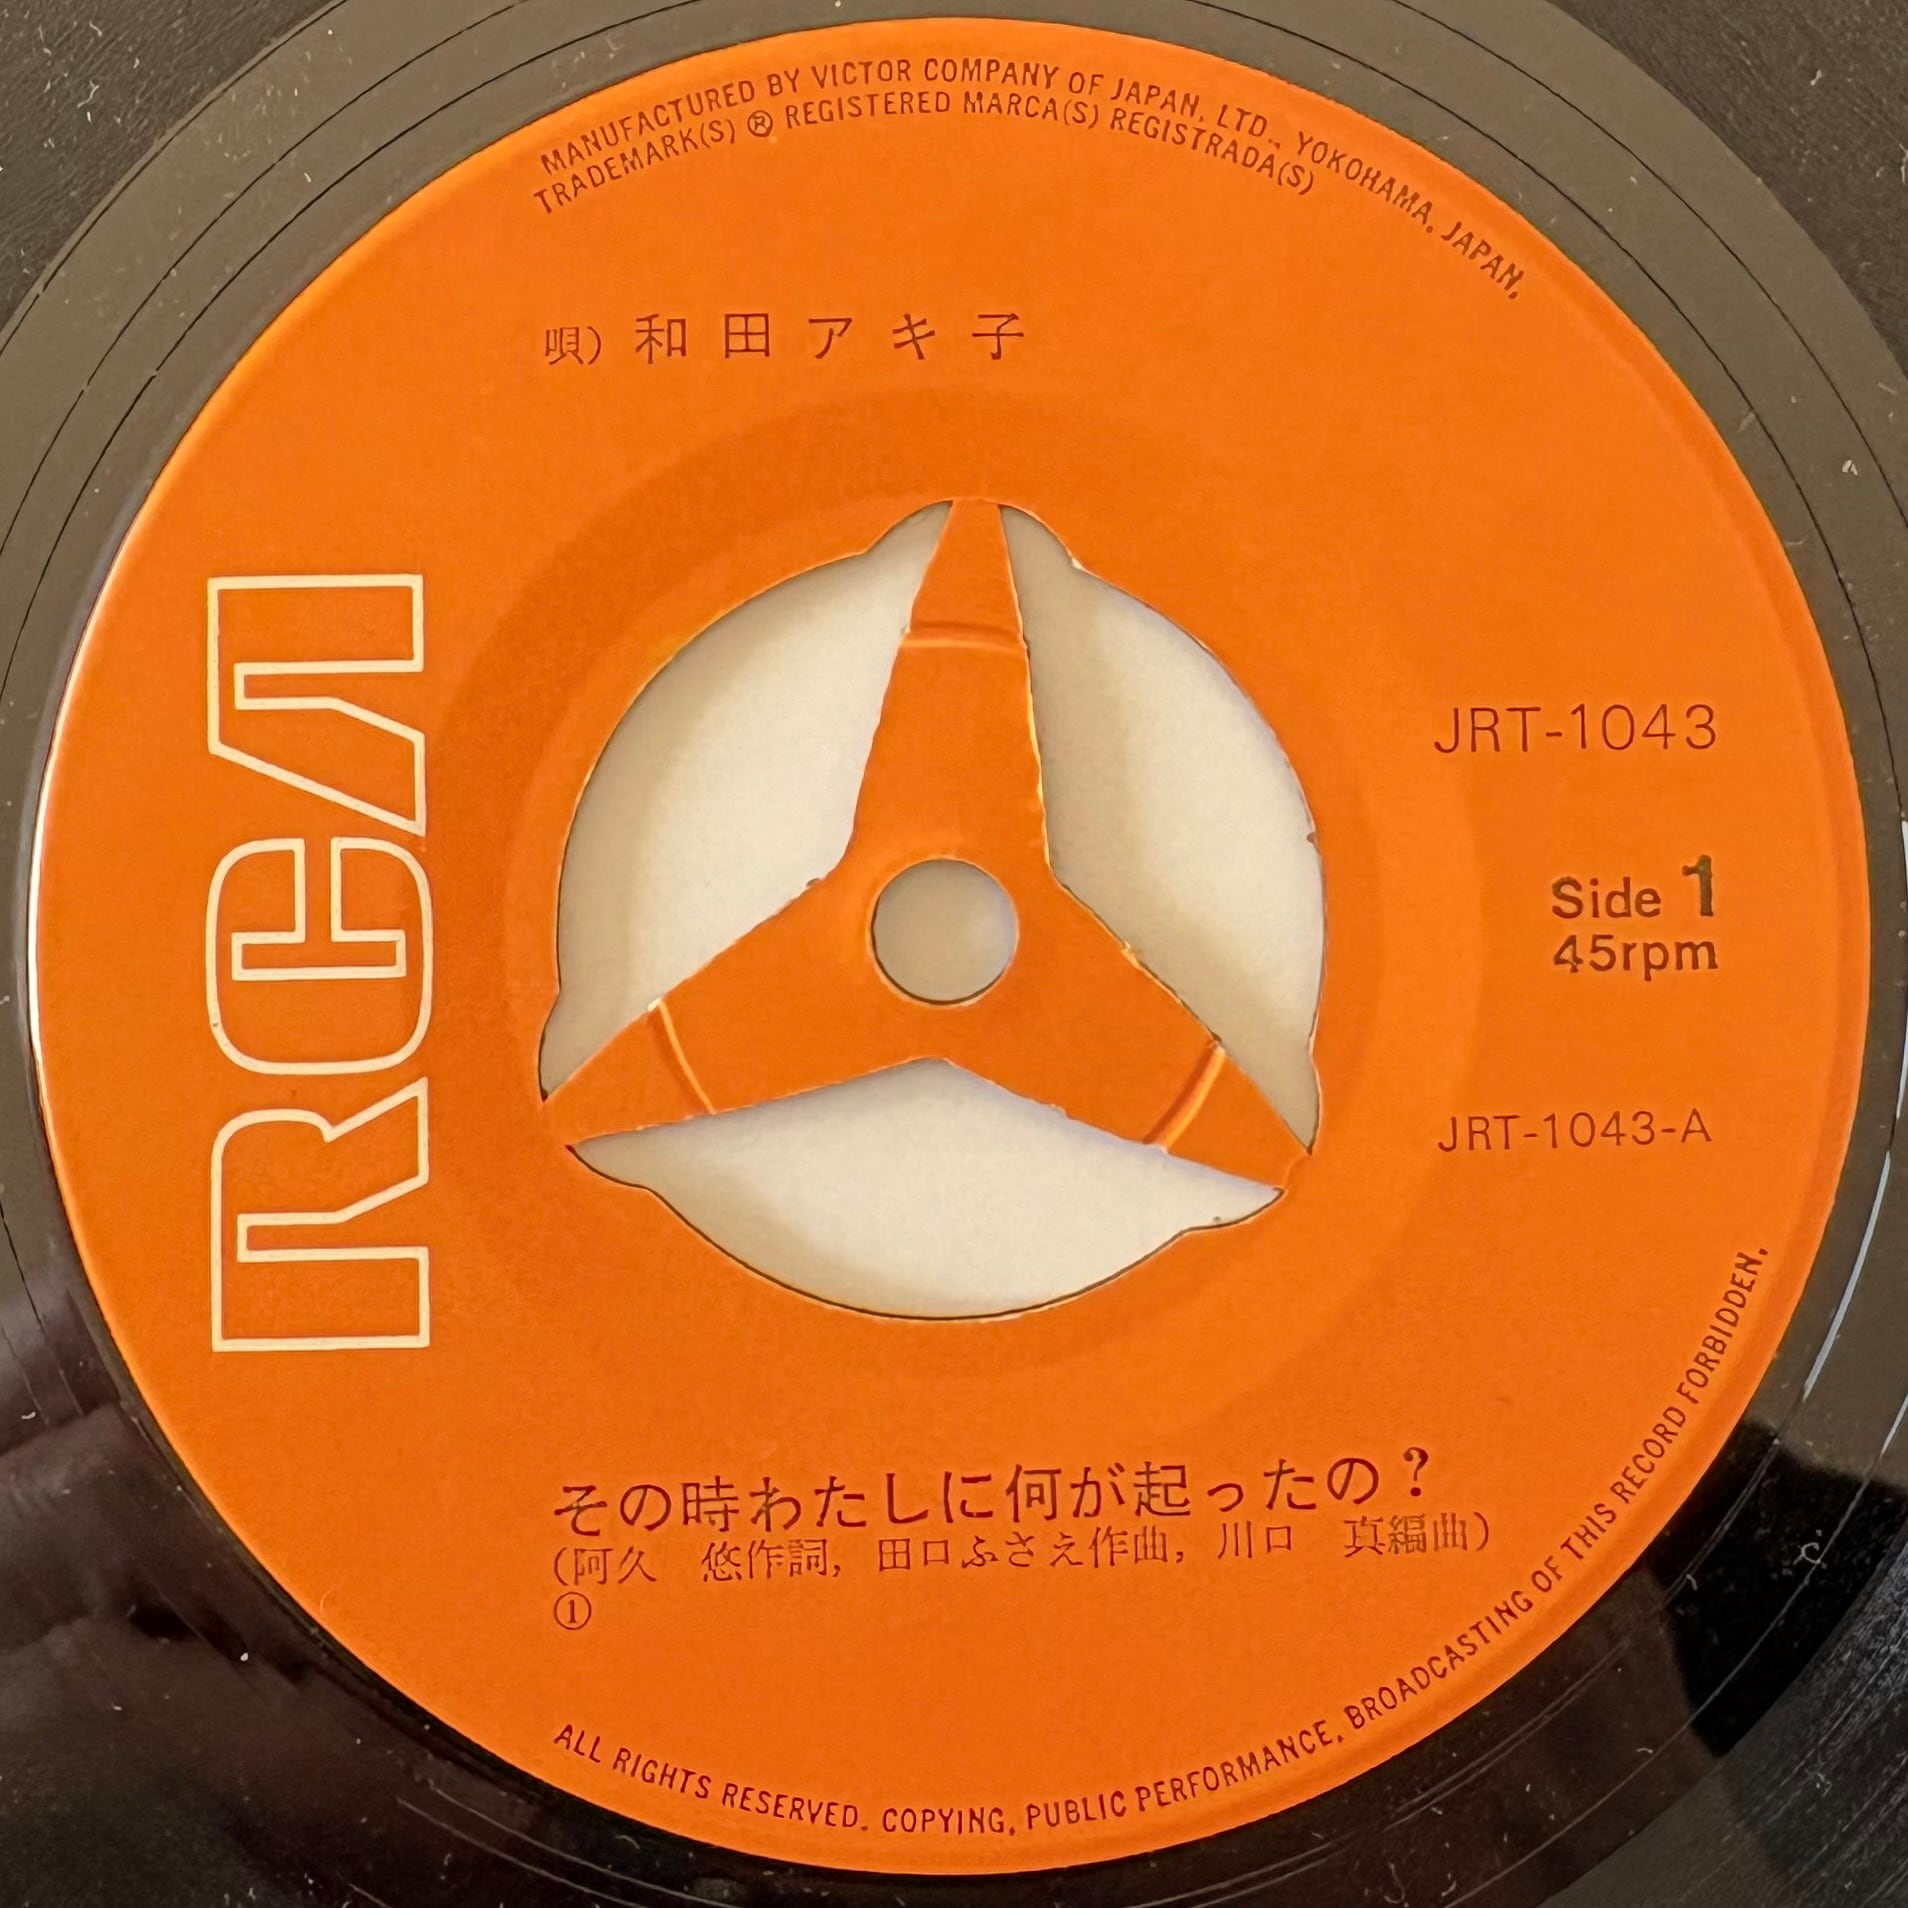 MANUFACTURED BY VICTOR COMPANY OF JAPAN, LTD., YOKOHAMA, JAPAN,
TRADEMARK(S) ® REGISTERED MARCA(S) REGISTRADA(S)
唄) 和田アキ子
RCA
JRT-1043
Side 1
45rpm
JRT-1043-A
その時わたしに何が起ったの？
(阿久　悠作詞, 田口ふさえ作曲, 川口　真編曲)
①
ALL RIGHTS RESERVED. COPYING, PUBLIC PERFORMANCE, BROADCASTING OF THIS RECORD FORBIDDEN.